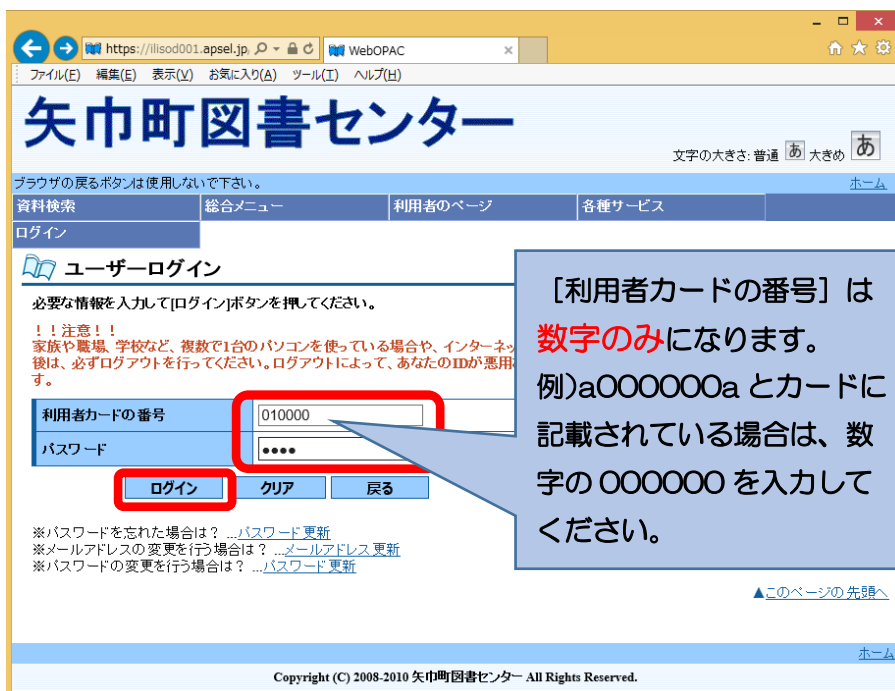 https://ilisod001.apsel.jp,
WebOPAC
ファイル(F) 編集(E) 表示(V) お気に入り(A) ツール(T) ヘルプ(H)
矢巾町図書センター
文字の大きさ: 普通 あ 大きめ あ
ブラウザの戻るボタンは使用しないで下さい。
ホーム
資料検索 総合メニュー 利用者のページ 各種サービス
ログイン
ユーザーログイン
必要な情報を入力して[ログイン]ボタンを押してください。
!!注意!!
家族や職場、学校など、複数で1台のパソコンを使っている場合や、インターネッ
後は、必ずログアウトを行ってください。ログアウトによって、あなたのIDが悪用
す。
利用者カードの番号 010000
パスワード ●●●●
ログイン クリア 戻る
[利用者カードの番号]は
数字のみになります。
例)aOOOOOOaとカードに
記載されている場合は、数
字のOOOOOOを入力して
ください。
※パスワードを忘れた場合は? ...パスワード更新
※メールアドレスの変更を行う場合は? ...メールアドレス更新
※パスワードの変更を行う場合は? ...パスワード更新
▲このページの先頭へ
ホーム
Copyright (C) 2008-2010 矢巾町図書センター All Rights Reserved.